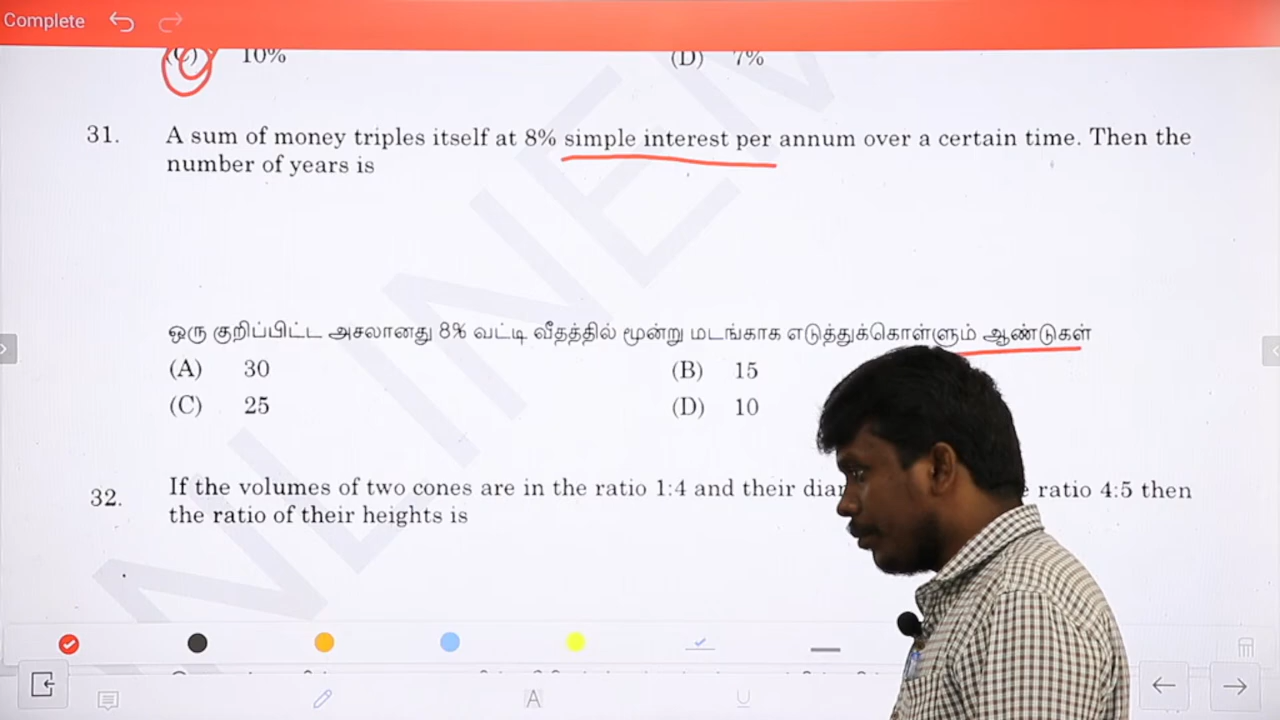 Complete
(C) 10% (D) 7%
31. A sum of money triples itself at 8% simple interest per annum over a certain time. Then the
number of years is
ஒரு குறிப்பிட்ட அசலானது 8% வட்டி வீதத்தில் மூன்று மடங்காக எடுத்துக்கொள்ளும் ஆண்டுகள்
(A) 30 (B) 15
(C) 25 (D) 10
32. If the volumes of two cones are in the ratio 1:4 and their ratio 4:5 then
the ratio of their heights is
A U